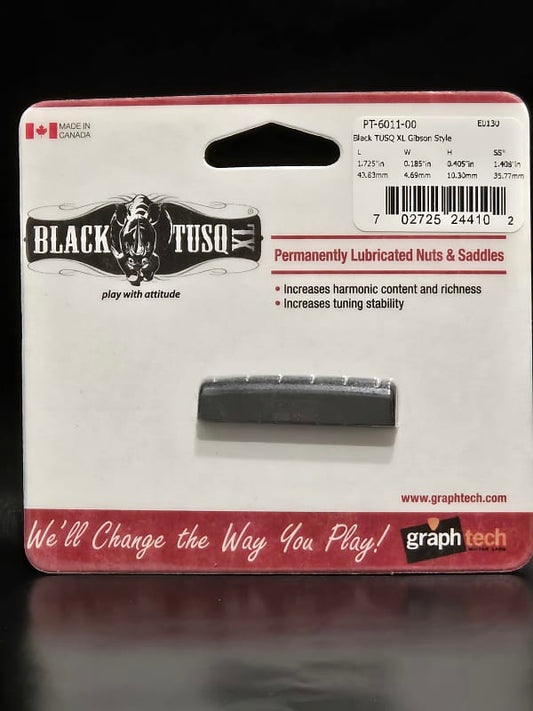 MADE IN
CANADA
PT-6011-00 E0130
Black TUSQ XL Gibson Style
L W H SS"
1.725"in 0.185"in 0.405"in 1.408"in
43.83mm 4.69mm 10.30mm 35.77mm
7 02725 24410 2
BLACK TUSQ XL
®
play with attitude
Permanently Lubricated Nuts & Saddles
• Increases harmonic content and richness
• Increases tuning stability
www.graphtech.com
We'll Change the Way You Play!
graph tech
GUITAR LABS